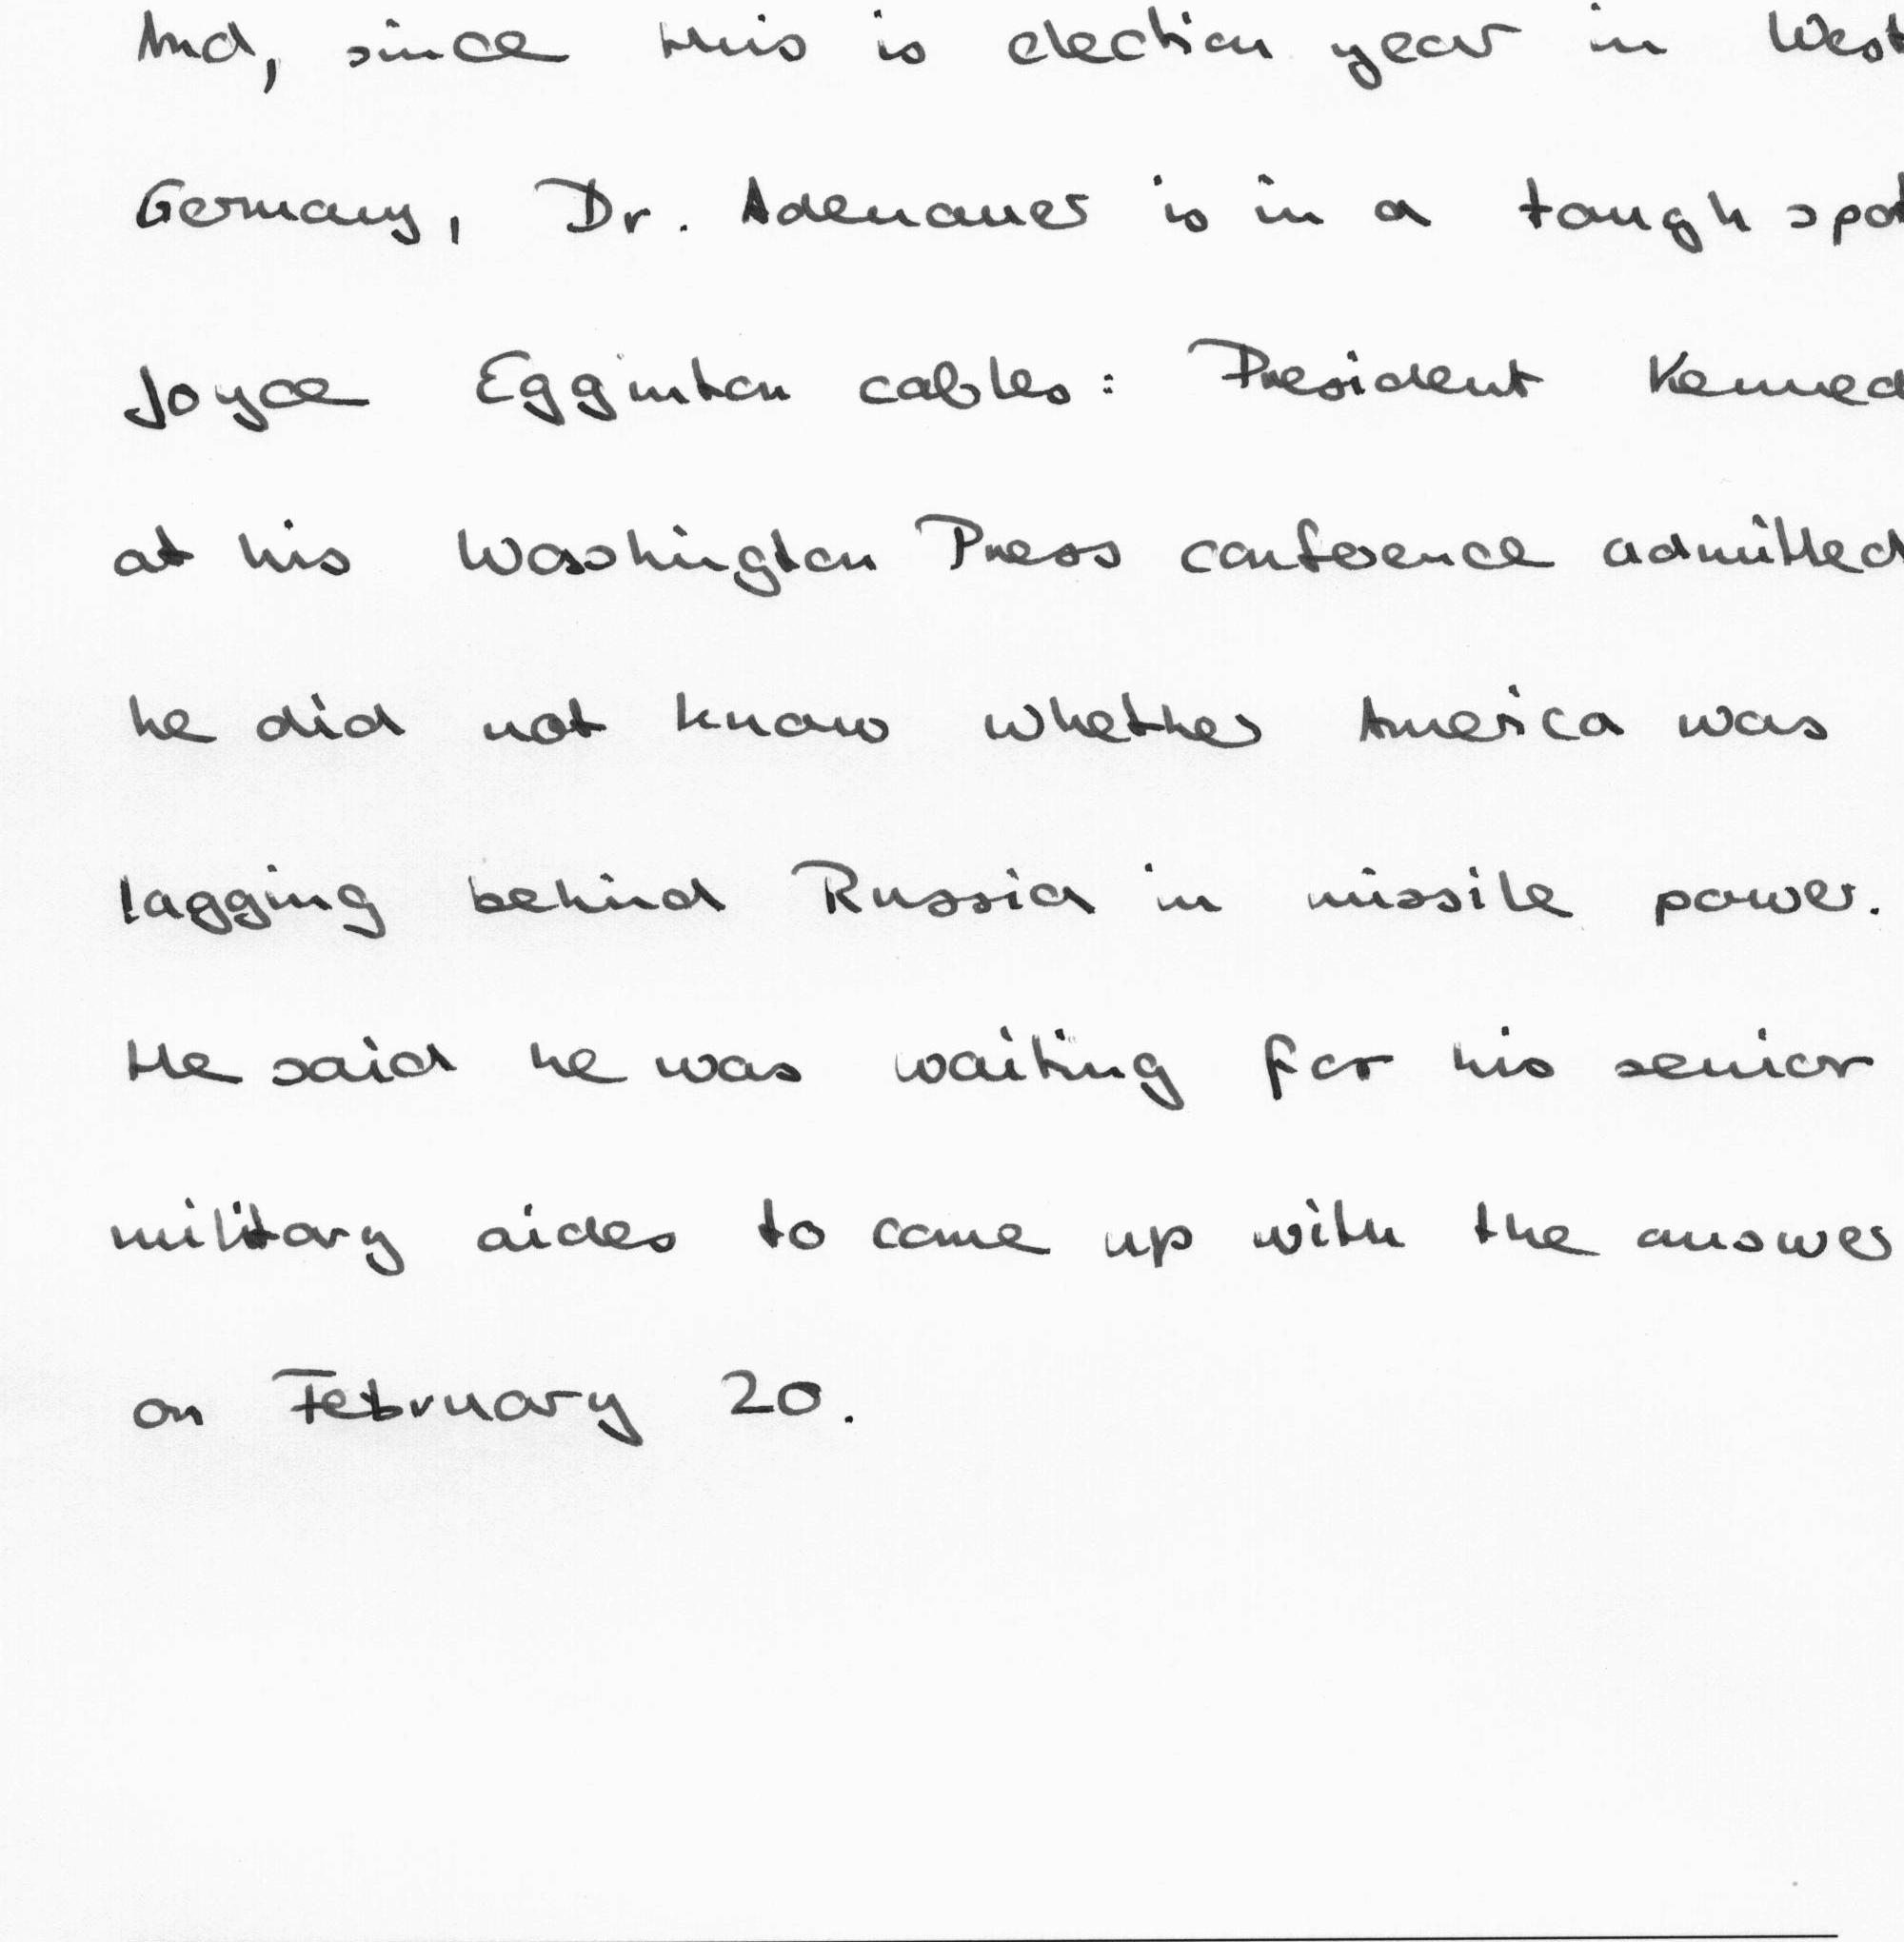 And, since this is election year in West
Germany, Dr. Adenauer is in a tough spot
Joyce Egginton cables: President Kenned
at his Washington Press conference admitted
he did not know whether America was
lagging behind Russia in missile power.
He said he was waiting for his senior
military aides to come up with the answer
on February 20.